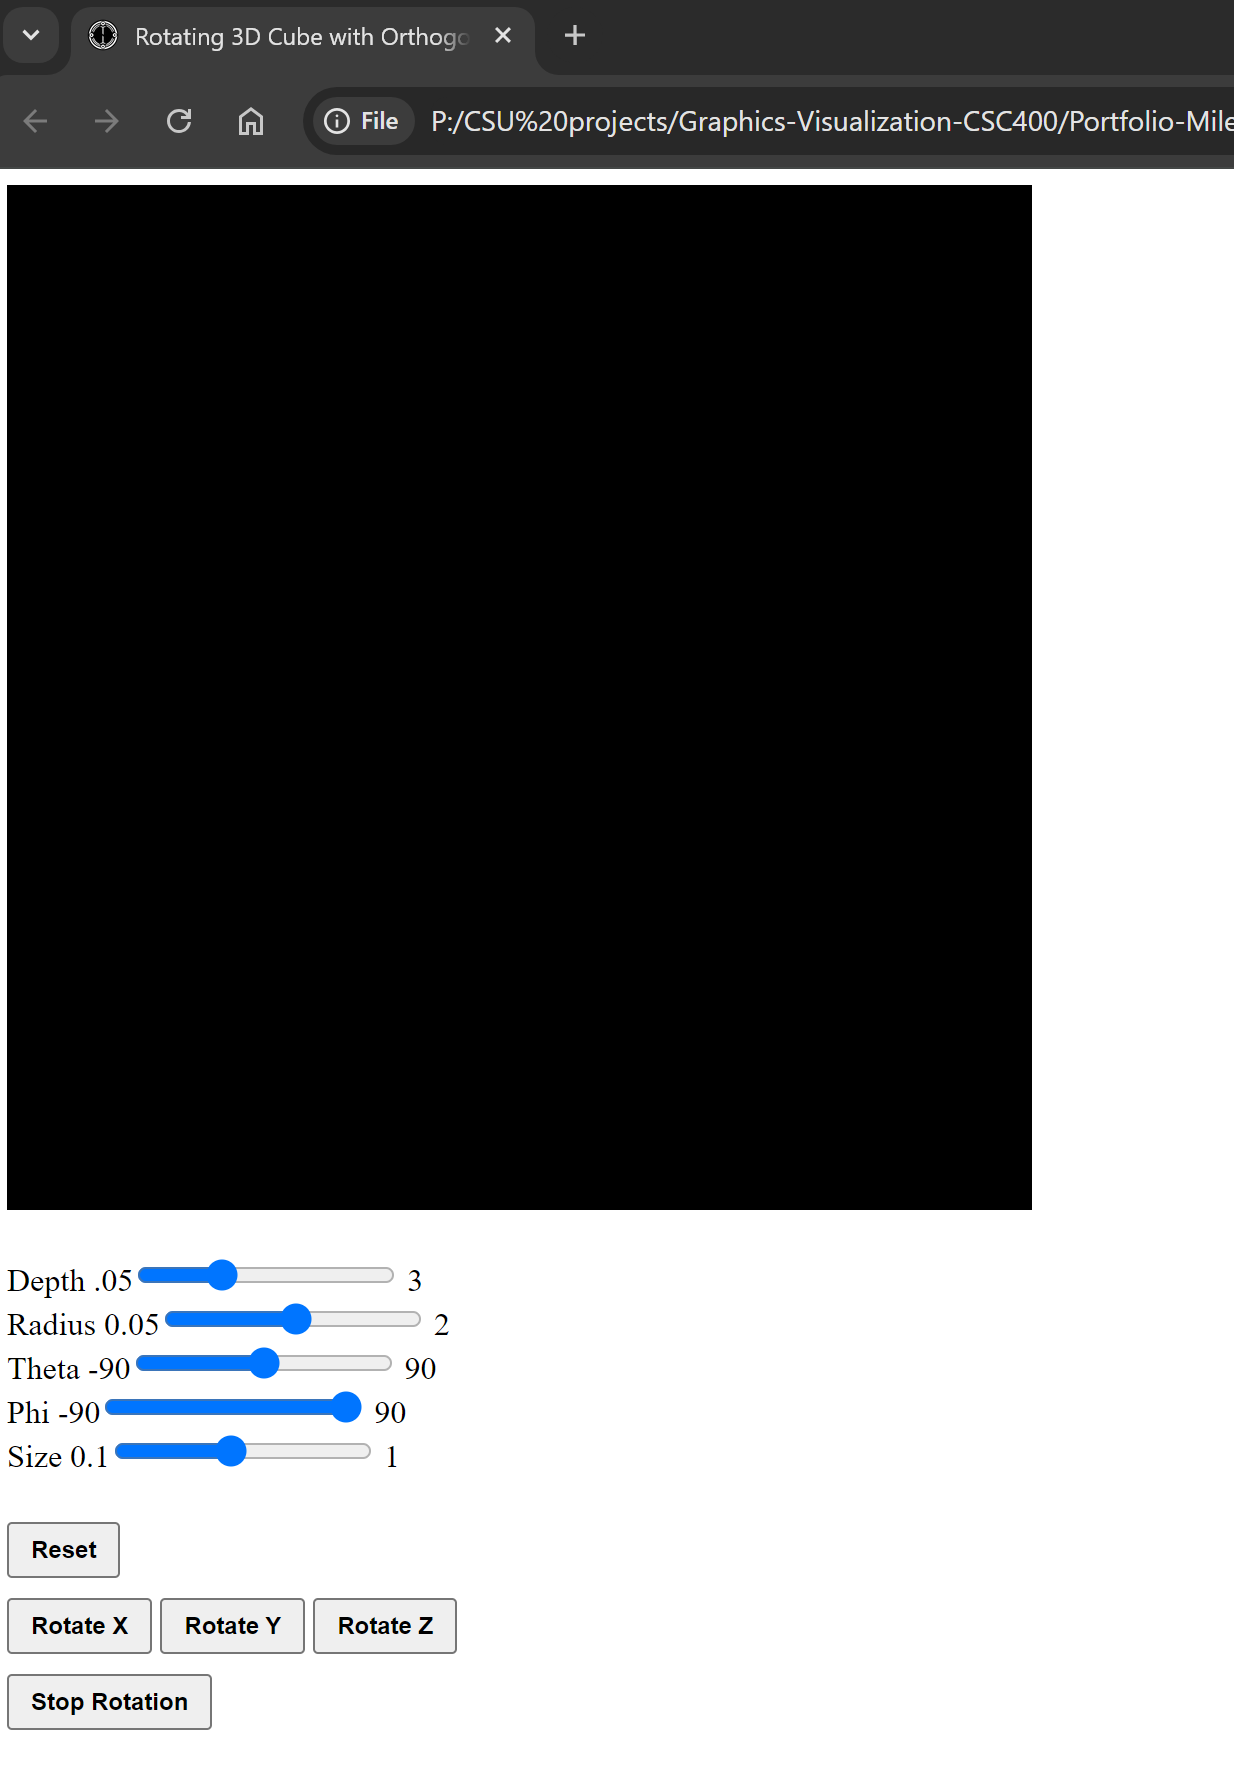 Rotating 3D Cube with Orthogo
File P:/CSU%20projects/Graphics-Visualization-CSC400/Portfolio-Mile
Depth .05 3
Radius 0.05 2
Theta -90 90
Phi -90 90
Size 0.1 1
Reset
Rotate X Rotate Y Rotate Z
Stop Rotation